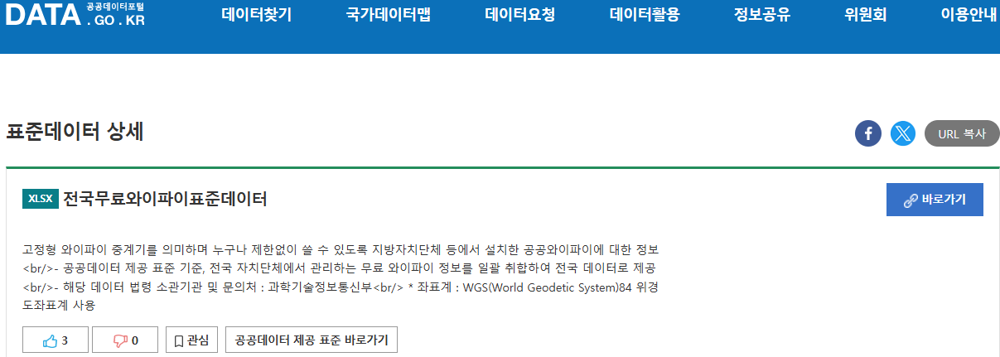 DATA 공공데이터포털
.GO.KR
데이터찾기 국가데이터맵 데이터요청 데이터활용 정보공유 위원회 이용안내
표준데이터 상세
f X URL 복사
XLSX 전국무료와이파이표준데이터
바로가기
고정형 와이파이 중계기를 의미하며 누구나 제한없이 쓸 수 있도록 지방자치단체 등에서 설치한 공공와이파이에 대한 정보
<br/>- 공공데이터 제공 표준 기준, 전국 자치단체에서 관리하는 무료 와이파이 정보를 일괄 취합하여 전국 데이터로 제공
<br/>- 해당 데이터 법령 소관기관 및 문의처 : 과학기술정보통신부<br/> * 좌표계 : WGS(World Geodetic System)84 위경
도좌표계 사용
3 0 관심 공공데이터 제공 표준 바로가기